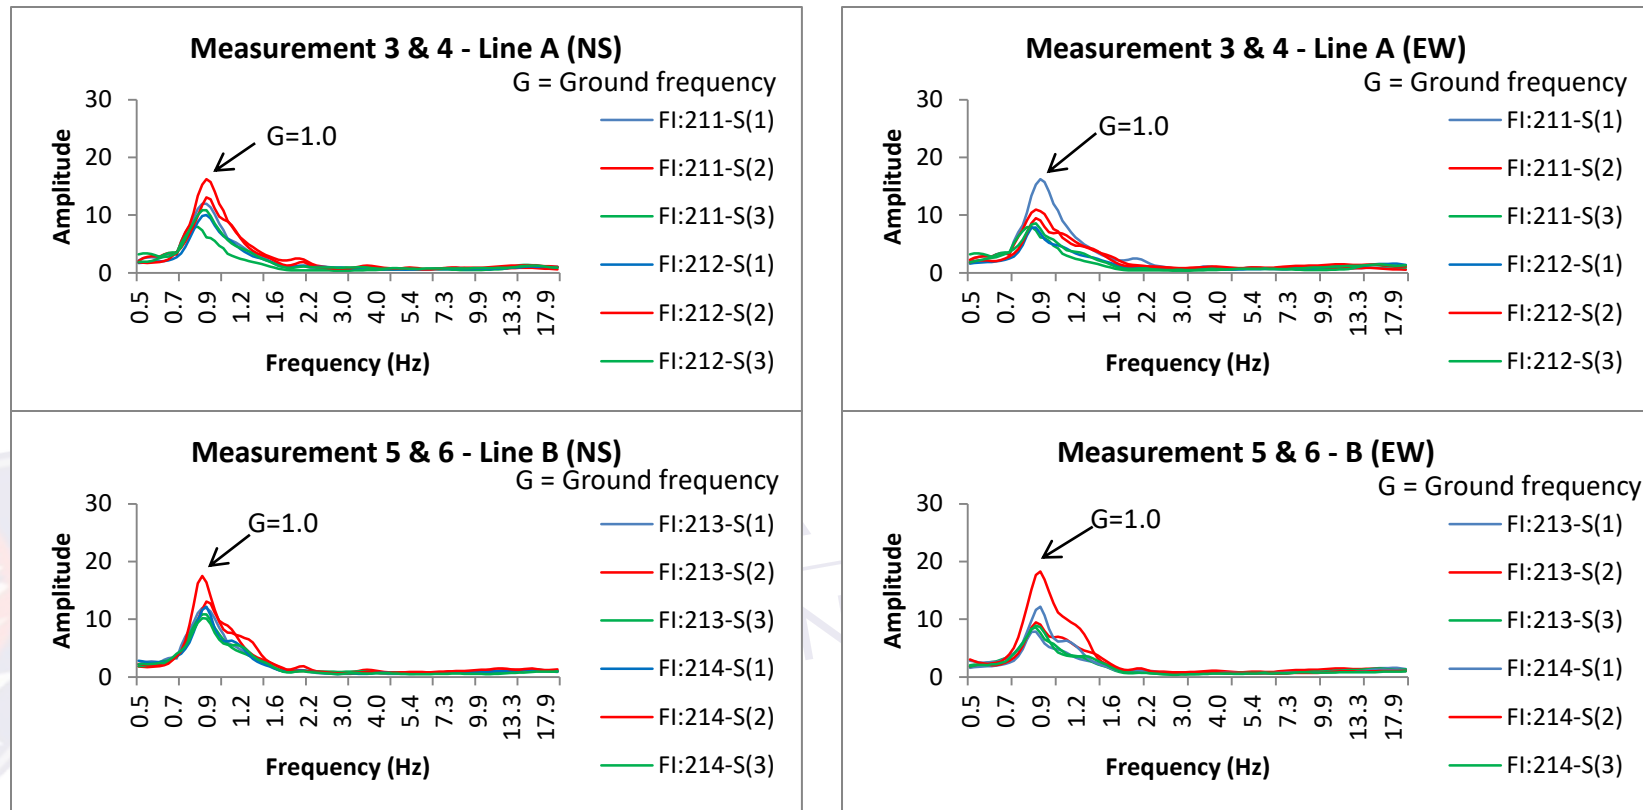 Measurement 3 & 4 - Line A (NS)
G = Ground frequency
30
20
10
0
Amplitude
G=1.0
0.5
0.7
0.9
1.2
1.6
2.2
3.0
4.0
5.4
7.3
9.9
13.3
17.9
Frequency (Hz)
FI:211-S(1)
FI:211-S(2)
FI:211-S(3)
FI:212-S(1)
FI:212-S(2)
FI:212-S(3)
Measurement 3 & 4 - Line A (EW)
G = Ground frequency
30
20
10
0
Amplitude
G=1.0
0.5
0.7
0.9
1.2
1.6
2.2
3.0
4.0
5.4
7.3
9.9
13.3
17.9
Frequency (Hz)
FI:211-S(1)
FI:211-S(2)
FI:211-S(3)
FI:212-S(1)
FI:212-S(2)
FI:212-S(3)
Measurement 5 & 6 - Line B (NS)
G = Ground frequency
30
20
10
0
Amplitude
G=1.0
0.5
0.7
0.9
1.2
1.6
2.2
3.0
4.0
5.4
7.3
9.9
13.3
17.9
Frequency (Hz)
FI:213-S(1)
FI:213-S(2)
FI:213-S(3)
FI:214-S(1)
FI:214-S(2)
FI:214-S(3)
Measurement 5 & 6 - B (EW)
G = Ground frequency
30
20
10
0
Amplitude
G=1.0
0.5
0.7
0.9
1.2
1.6
2.2
3.0
4.0
5.4
7.3
9.9
13.3
17.9
Frequency (Hz)
FI:213-S(1)
FI:213-S(2)
FI:213-S(3)
FI:214-S(1)
FI:214-S(2)
FI:214-S(3)